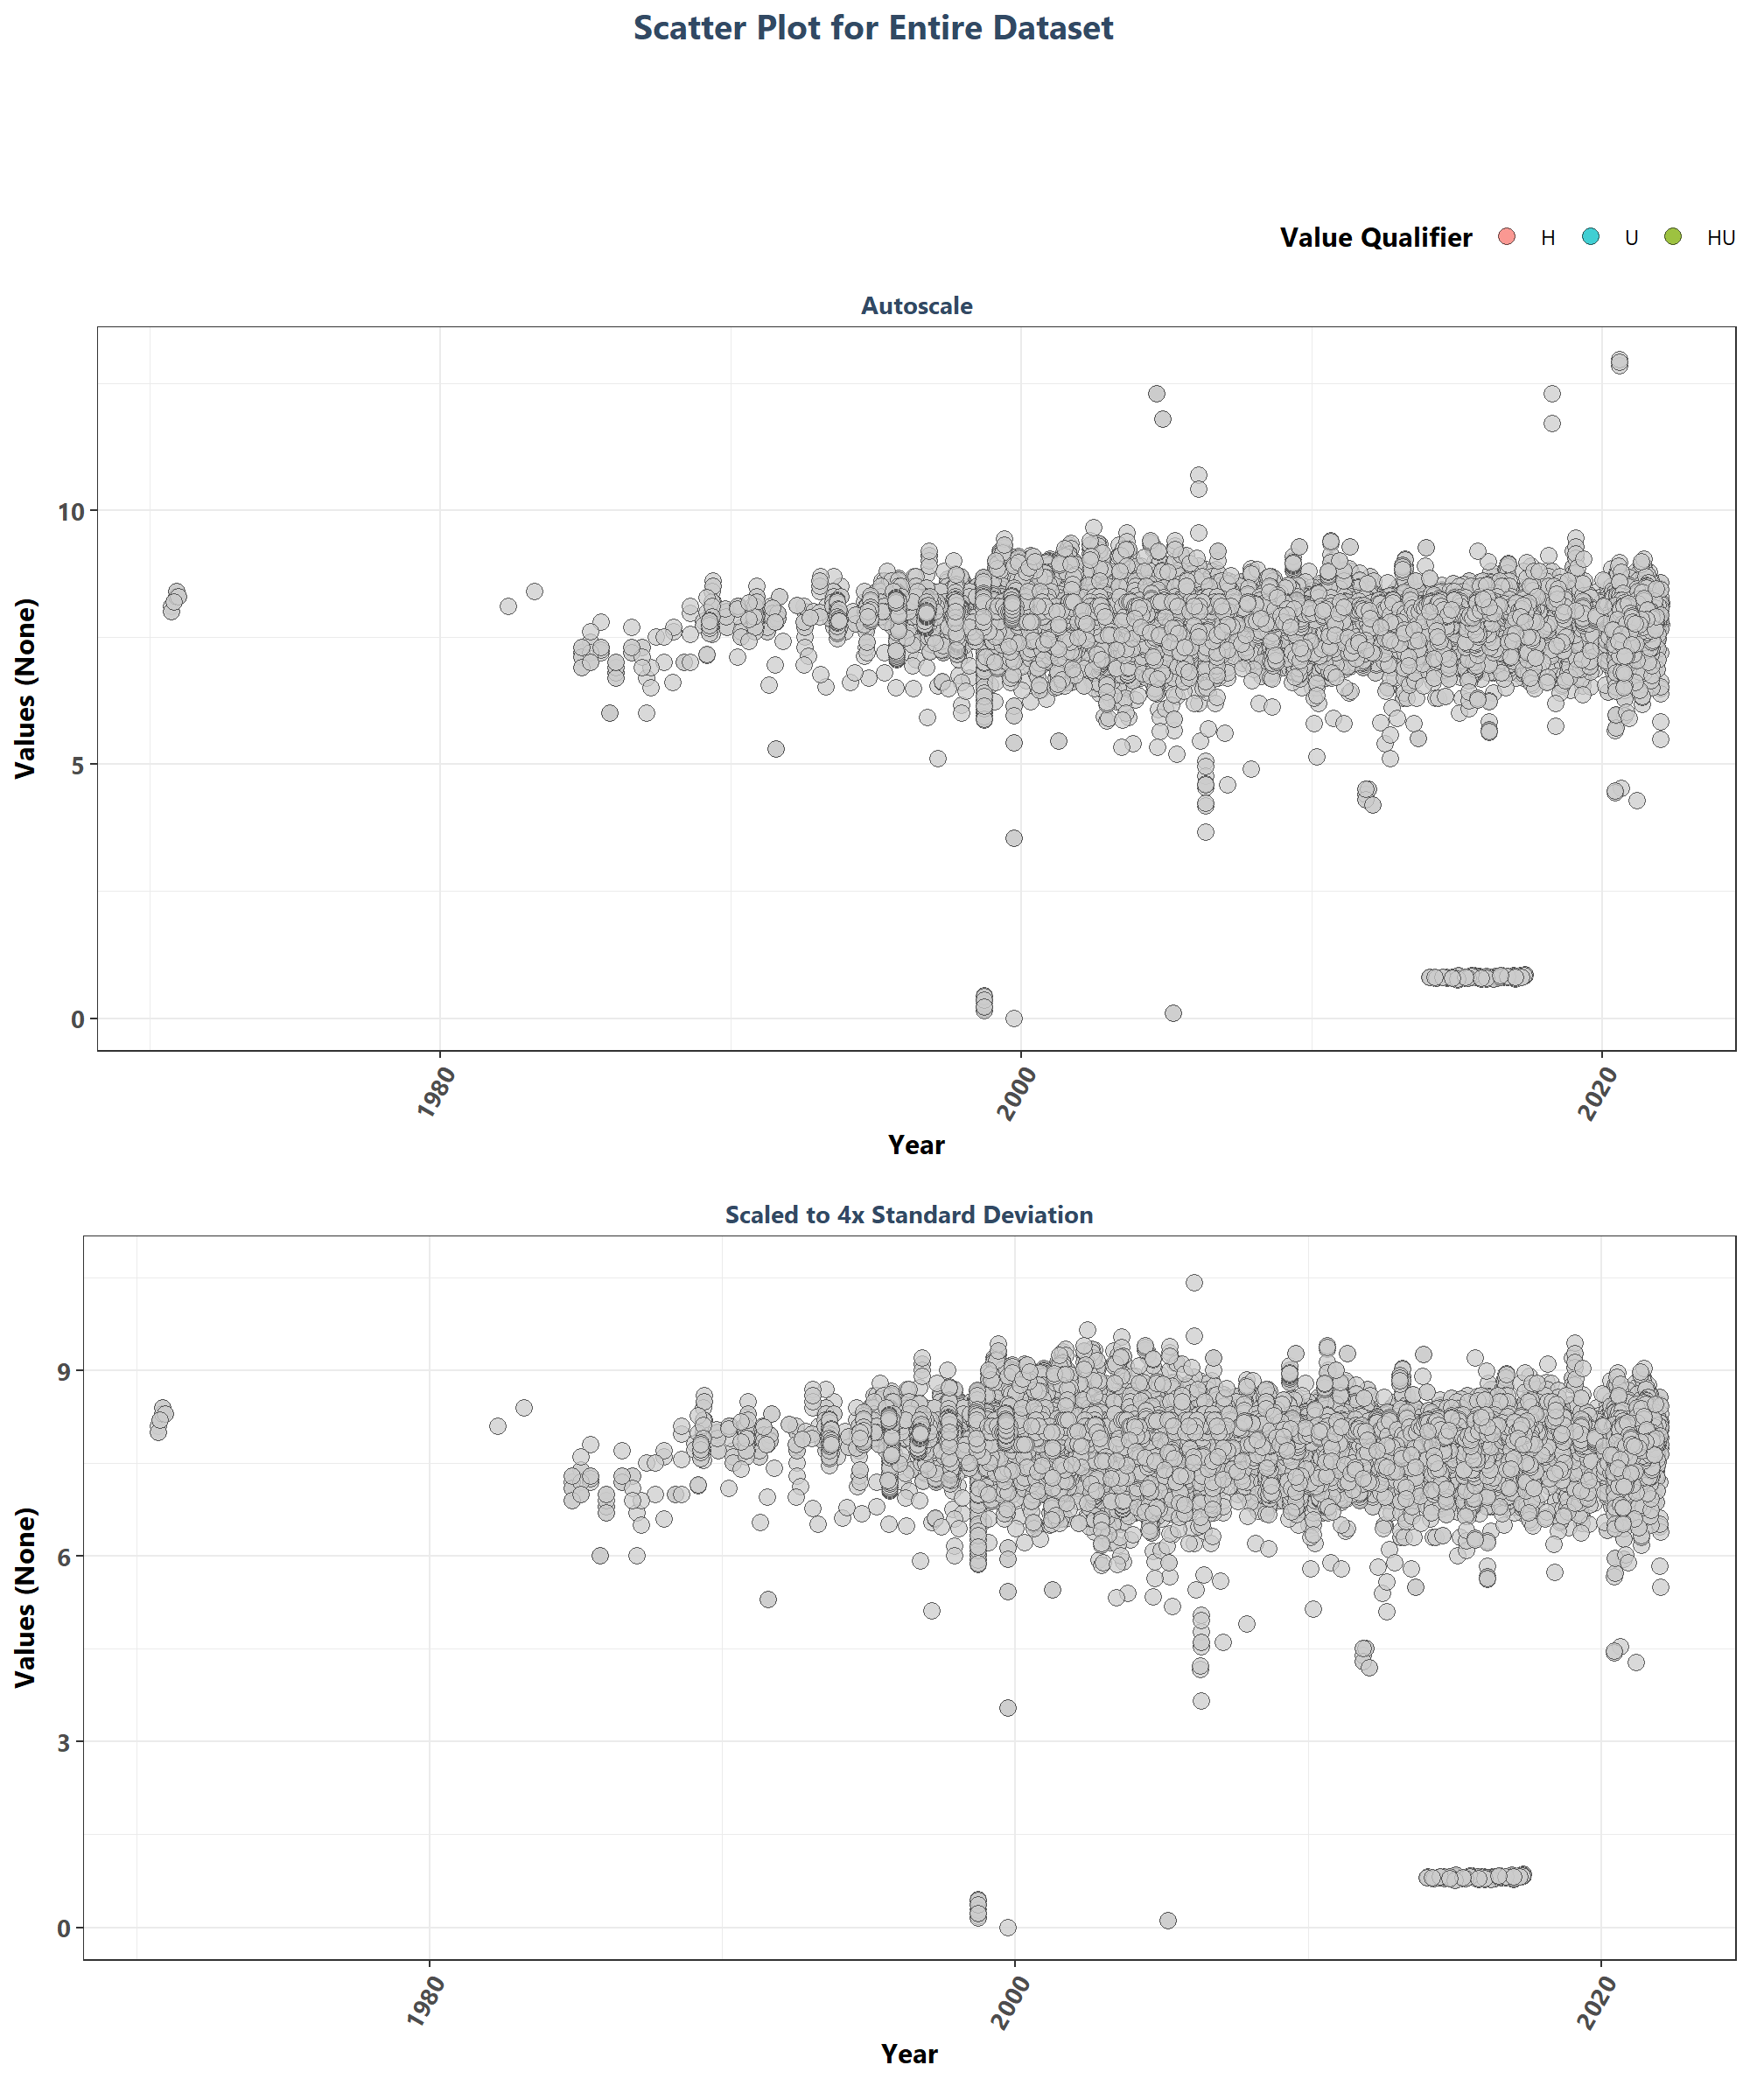 Scatter Plot for Entire Dataset
Value Qualifier H U HU
Autoscale
Values (None)
10
5
0
1980 2000 2020
Year
Scaled to 4x Standard Deviation
Values (None)
9
6
3
0
1980 2000 2020
Year